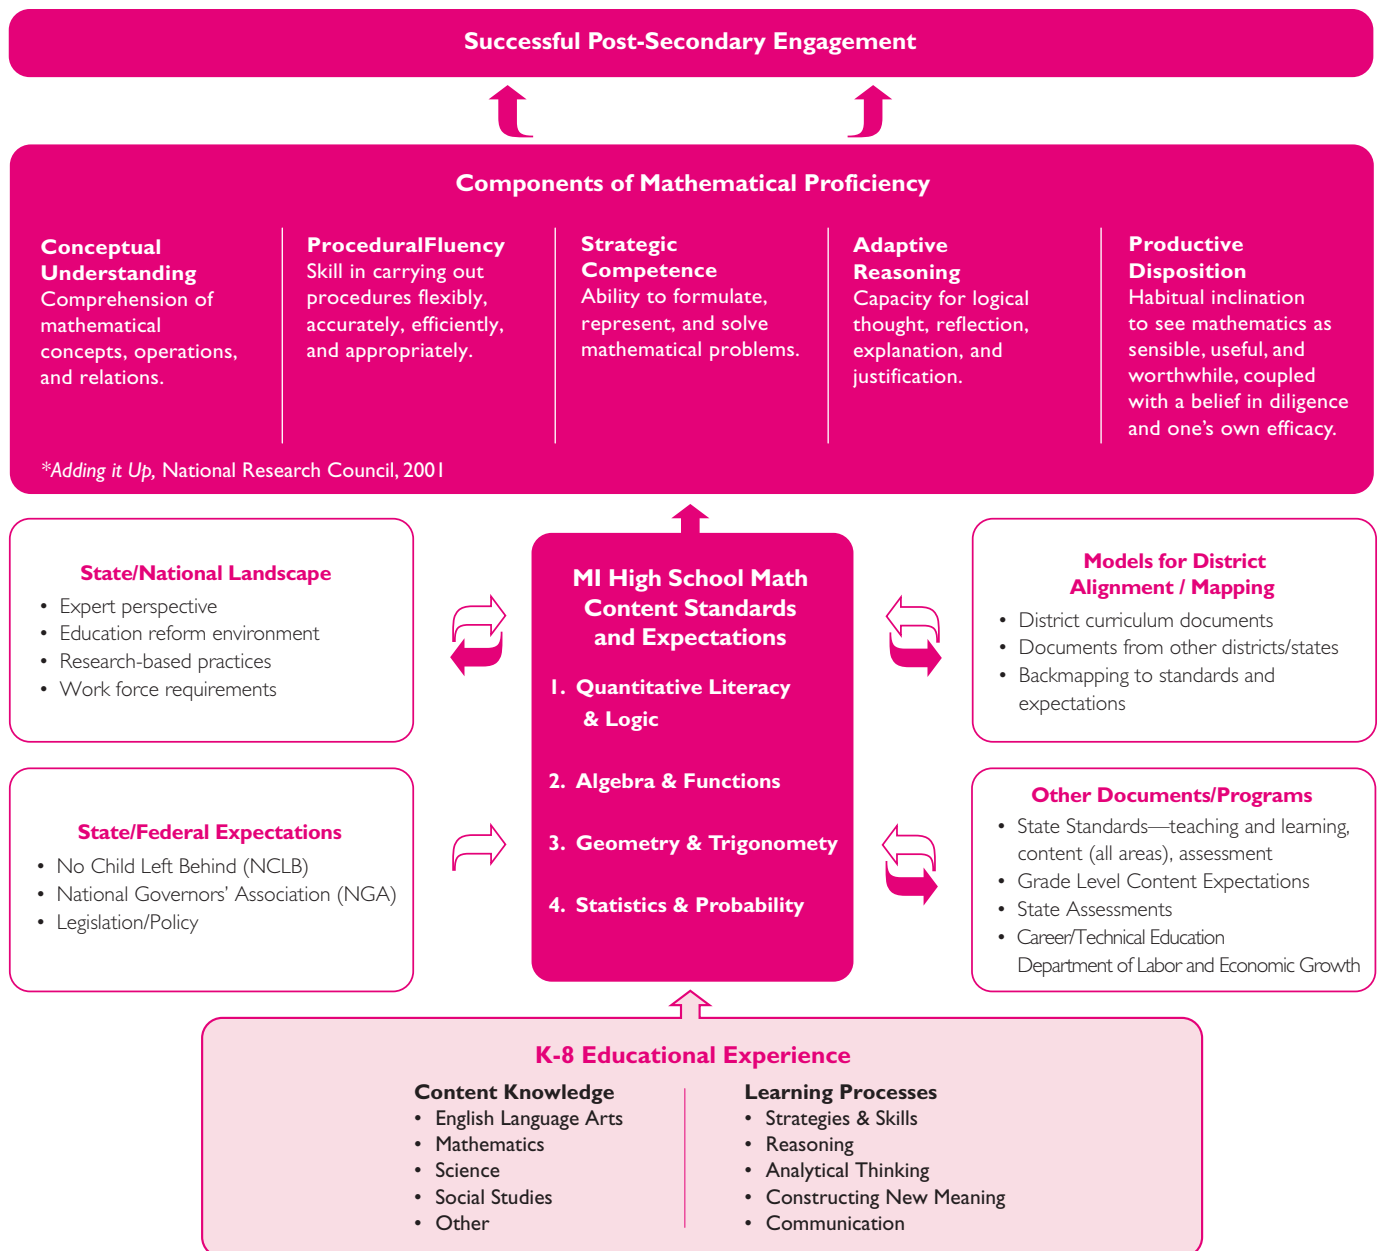 Successful Post-Secondary Engagement
Components of Mathematical Proficiency
Conceptual
Understanding
Comprehension of
mathematical
concepts, operations,
and relations.
ProceduralFluency
Skill in carrying out
procedures flexibly,
accurately, efficiently,
and appropriately.
Strategic
Competence
Ability to formulate,
represent, and solve
mathematical problems.
Adaptive
Reasoning
Capacity for logical
thought, reflection,
explanation, and
justification.
Productive
Disposition
Habitual inclination
to see mathematics as
sensible, useful, and
worthwhile, coupled
with a belief in diligence
and one's own efficacy.
*Adding it Up, National Research Council, 2001
State/National Landscape
• Expert perspective
• Education reform environment
• Research-based practices
• Work force requirements
State/Federal Expectations
• No Child Left Behind (NCLB)
• National Governors' Association (NGA)
• Legislation/Policy
MI High School Math
Content Standards
and Expectations
1. Quantitative Literacy
& Logic
2. Algebra & Functions
3. Geometry & Trigonomety
4. Statistics & Probability
Models for District
Alignment / Mapping
• District curriculum documents
• Documents from other districts/states
• Backmapping to standards and
expectations
Other Documents/Programs
• State Standards—teaching and learning,
content (all areas), assessment
• Grade Level Content Expectations
• State Assessments
• Career/Technical Education
Department of Labor and Economic Growth
K-8 Educational Experience
Content Knowledge
• English Language Arts
• Mathematics
• Science
• Social Studies
• Other
Learning Processes
• Strategies & Skills
• Reasoning
• Analytical Thinking
• Constructing New Meaning
• Communication